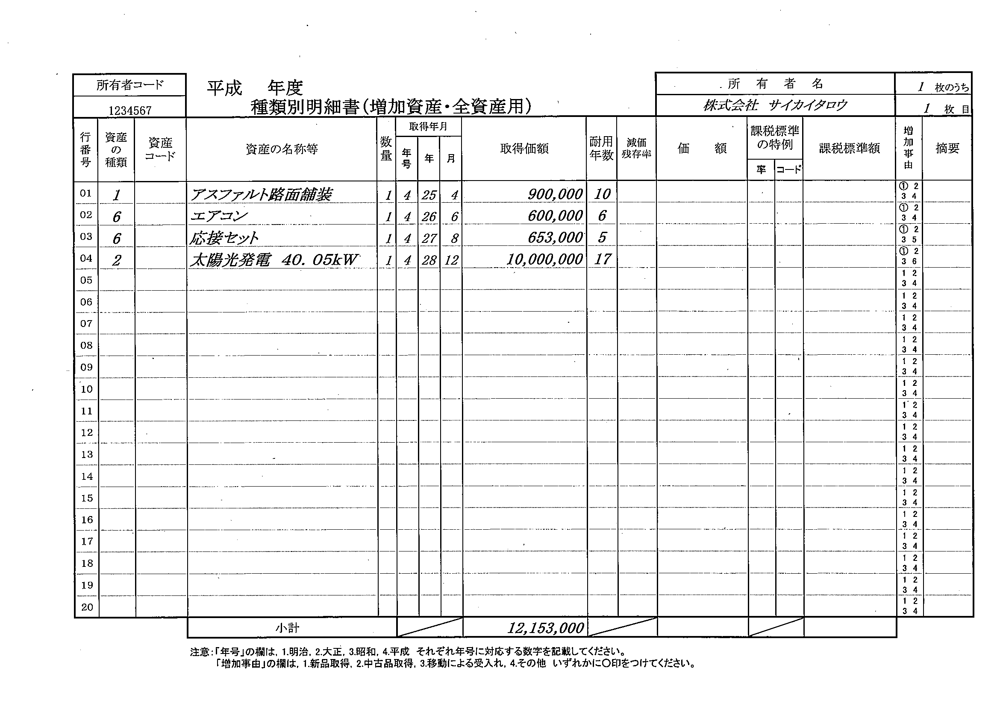 所有者コード
1234567
平成　年度
種類別明細書(増加資産・全資産用)
所有者名
株式会社　サイカイタロウ
1 枚のうち
1 枚目
行番号 資産の種類 資産コード 資産の名称等 数量 取得年月 年号 年 月 取得価額 耐用年数 減価残存率 価額 課税標準の特例 率 コード 課税標準額 増加事由 摘要
01 1 アスファルト路面舗装 1 4 25 4 900,000 10 ① 2 3 4
02 6 エアコン 1 4 26 6 600,000 6 ① 2 3 4
03 6 応接セット 1 4 27 8 653,000 5 ① 2 3 5
04 2 太陽光発電　40．05kW 1 4 28 12 10,000,000 17 ① 2 3 6
05 1 2 3 4
06 1 2 3 4
07 1 2 3 4
08 1 2 3 4
09 1 2 3 4
10 1 2 3 4
11 1 2 3 4
12 1 2 3 4
13 1 2 3 4
14 1 2 3 4
15 1 2 3 4
16 1 2 3 4
17 1 2 3 4
18 1 2 3 4
19 1 2 3 4
20 1 2 3 4
小計 12,153,000
注意：「年号」の欄は，1.明治，2.大正，3.昭和，4.平成　それぞれ年号に対応する数字を記載してください。
「増加事由」の欄は，1.新品取得，2.中古品取得，3.移動による受入れ，4.その他　いずれかに〇印をつけてください。